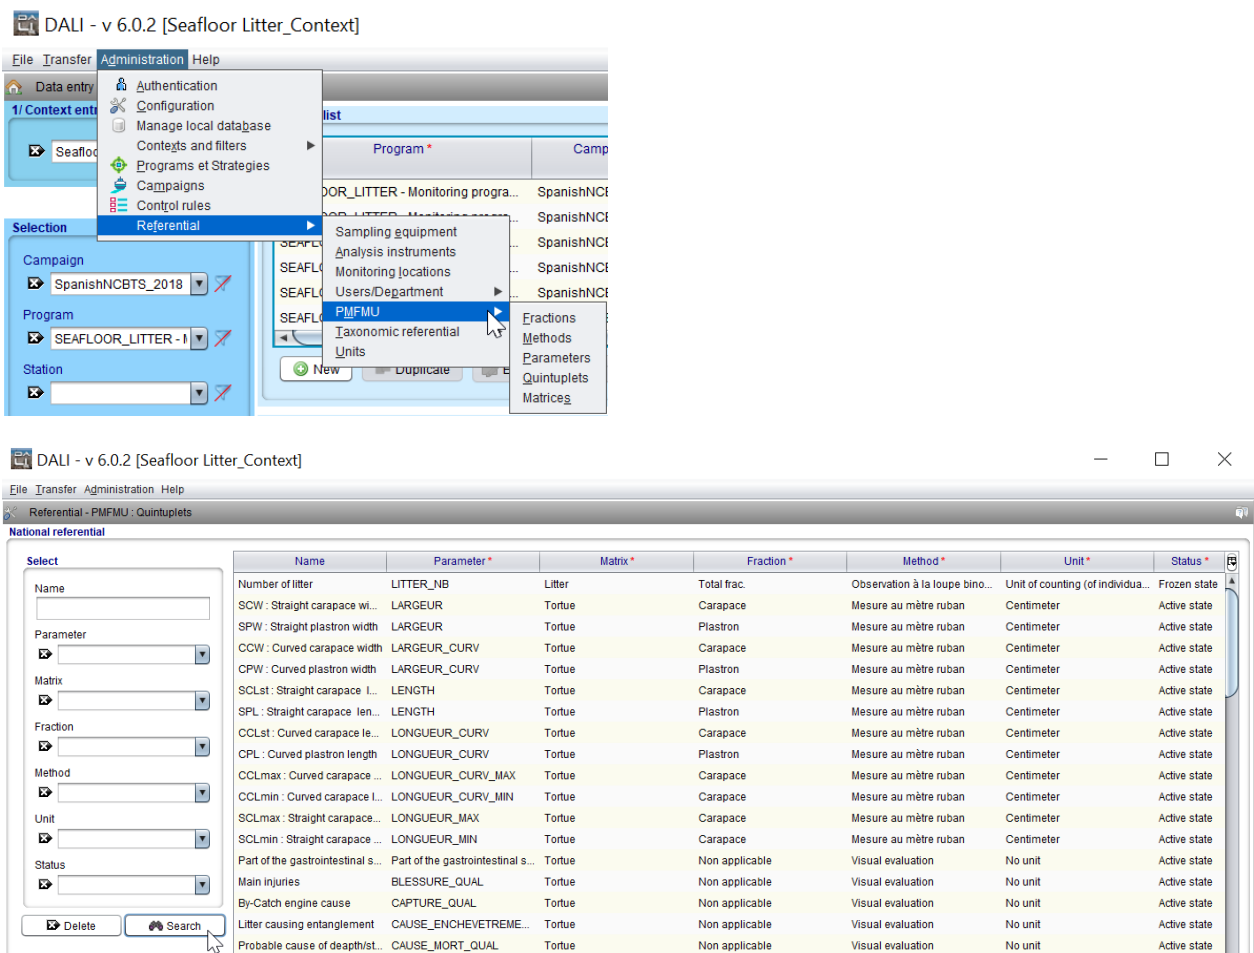 DALI - v 6.0.2 [Seafloor Litter_Context]
File Transfer Administration Help
Data entry
Authentication
1/ Context entr
Configuration
list
Manage local database
Seafloo
Contexts and filters
Program *
Camp
Programs et Strategies
Campaigns
OOR_LITTER - Monitoring progra... SpanishNCE
Control rules
SpanishNCE
Selection
Referential
Sampling equipment
SpanishNCE
Campaign
Analysis instruments
SpanishNCBTS_2018
Monitoring locations
SEAFL
SpanishNCE
Users/Department
SEAFL
SpanishNCE
Program
PMFMU
SEAFL
Fractions
SEAFLOOR_LITTER - M
Taxonomic referential
Methods
Units
Parameters
Station
New
Duplicate
E
Quintuplets
Matrices
DALI - v 6.0.2 [Seafloor Litter_Context]
File Transfer Administration Help
Referential - PMFMU : Quintuplets
National referential
Select
Name
Parameter
Matrix
Fraction
Method
Unit
Status
Delete
Search
Name Parameter * Matrix * Fraction * Method * Unit * Status *
Number of litter LITTER_NB Litter Total frac. Observation à la loupe bino... Unit of counting (of individua... Frozen state
SCW : Straight carapace wi... LARGEUR Tortue Carapace Mesure au mètre ruban Centimeter Active state
SPW : Straight plastron width LARGEUR Tortue Plastron Mesure au mètre ruban Centimeter Active state
CCW : Curved carapace width LARGEUR_CURV Tortue Carapace Mesure au mètre ruban Centimeter Active state
CPW : Curved plastron width LARGEUR_CURV Tortue Plastron Mesure au mètre ruban Centimeter Active state
SCLst : Straight carapace l... LENGTH Tortue Carapace Mesure au mètre ruban Centimeter Active state
SPL : Straight carapace len... LENGTH Tortue Plastron Mesure au mètre ruban Centimeter Active state
CCLst : Curved carapace le... LONGUEUR_CURV Tortue Carapace Mesure au mètre ruban Centimeter Active state
CPL : Curved plastron length LONGUEUR_CURV Tortue Plastron Mesure au mètre ruban Centimeter Active state
CCLmax : Curved carapace ... LONGUEUR_CURV_MAX Tortue Carapace Mesure au mètre ruban Centimeter Active state
CCLmin : Curved carapace l... LONGUEUR_CURV_MIN Tortue Carapace Mesure au mètre ruban Centimeter Active state
SCLmax : Straight carapace... LONGUEUR_MAX Tortue Carapace Mesure au mètre ruban Centimeter Active state
SCLmin : Straight carapace ... LONGUEUR_MIN Tortue Carapace Mesure au mètre ruban Centimeter Active state
Part of the gastrointestinal s... Part of the gastrointestinal s... Tortue Non applicable Visual evaluation No unit Active state
Main injuries BLESSURE_QUAL Tortue Non applicable Visual evaluation No unit Active state
By-Catch engine cause CAPTURE_QUAL Tortue Non applicable Visual evaluation No unit Active state
Litter causing entanglement CAUSE_ENCHEVETREME... Tortue Non applicable Visual evaluation No unit Active state
Probable cause of deapth/st... CAUSE_MORT_QUAL Tortue Non applicable Visual evaluation No unit Active state